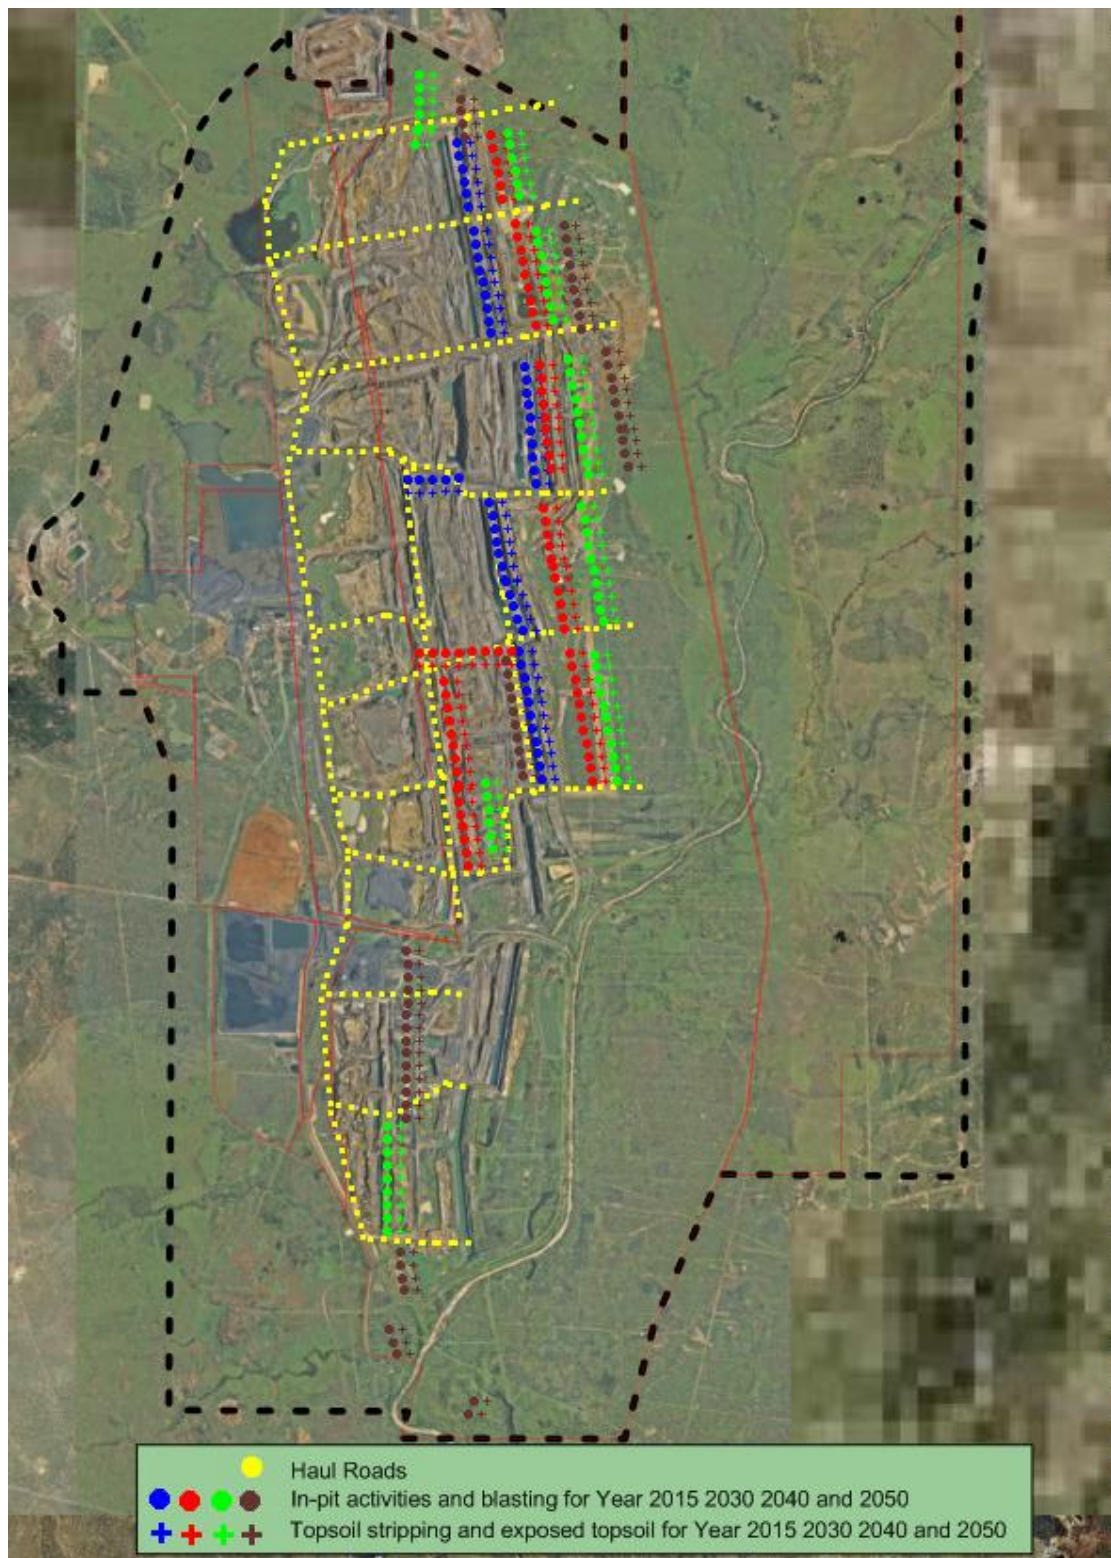 Haul Roads
In-pit activities and blasting for Year 2015 2030 2040 and 2050
Topsoil stripping and exposed topsoil for Year 2015 2030 2040 and 2050